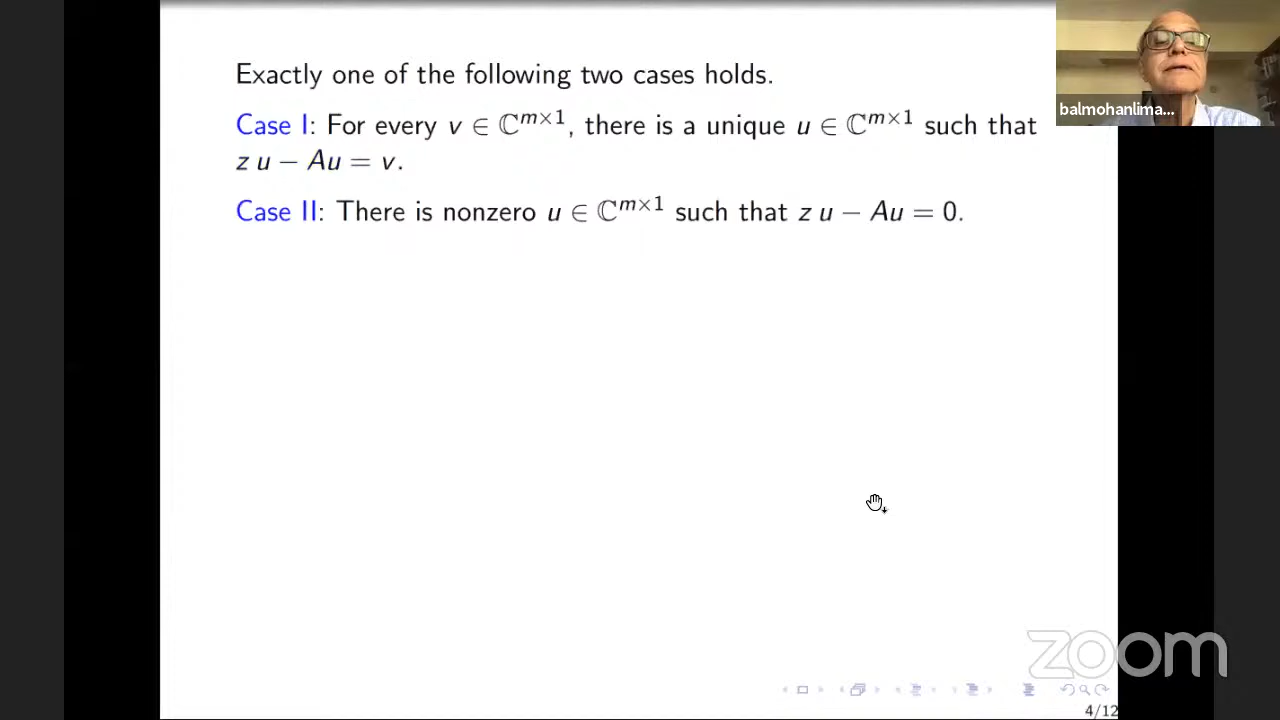 Exactly one of the following two cases holds.
Case I: For every v ∈ ℂ^{m×1}, there is a unique u ∈ ℂ^{m×1} such that
z u − Au = v.
Case II: There is nonzero u ∈ ℂ^{m×1} such that z u − Au = 0.
balmohanlima...
zoom
4/12